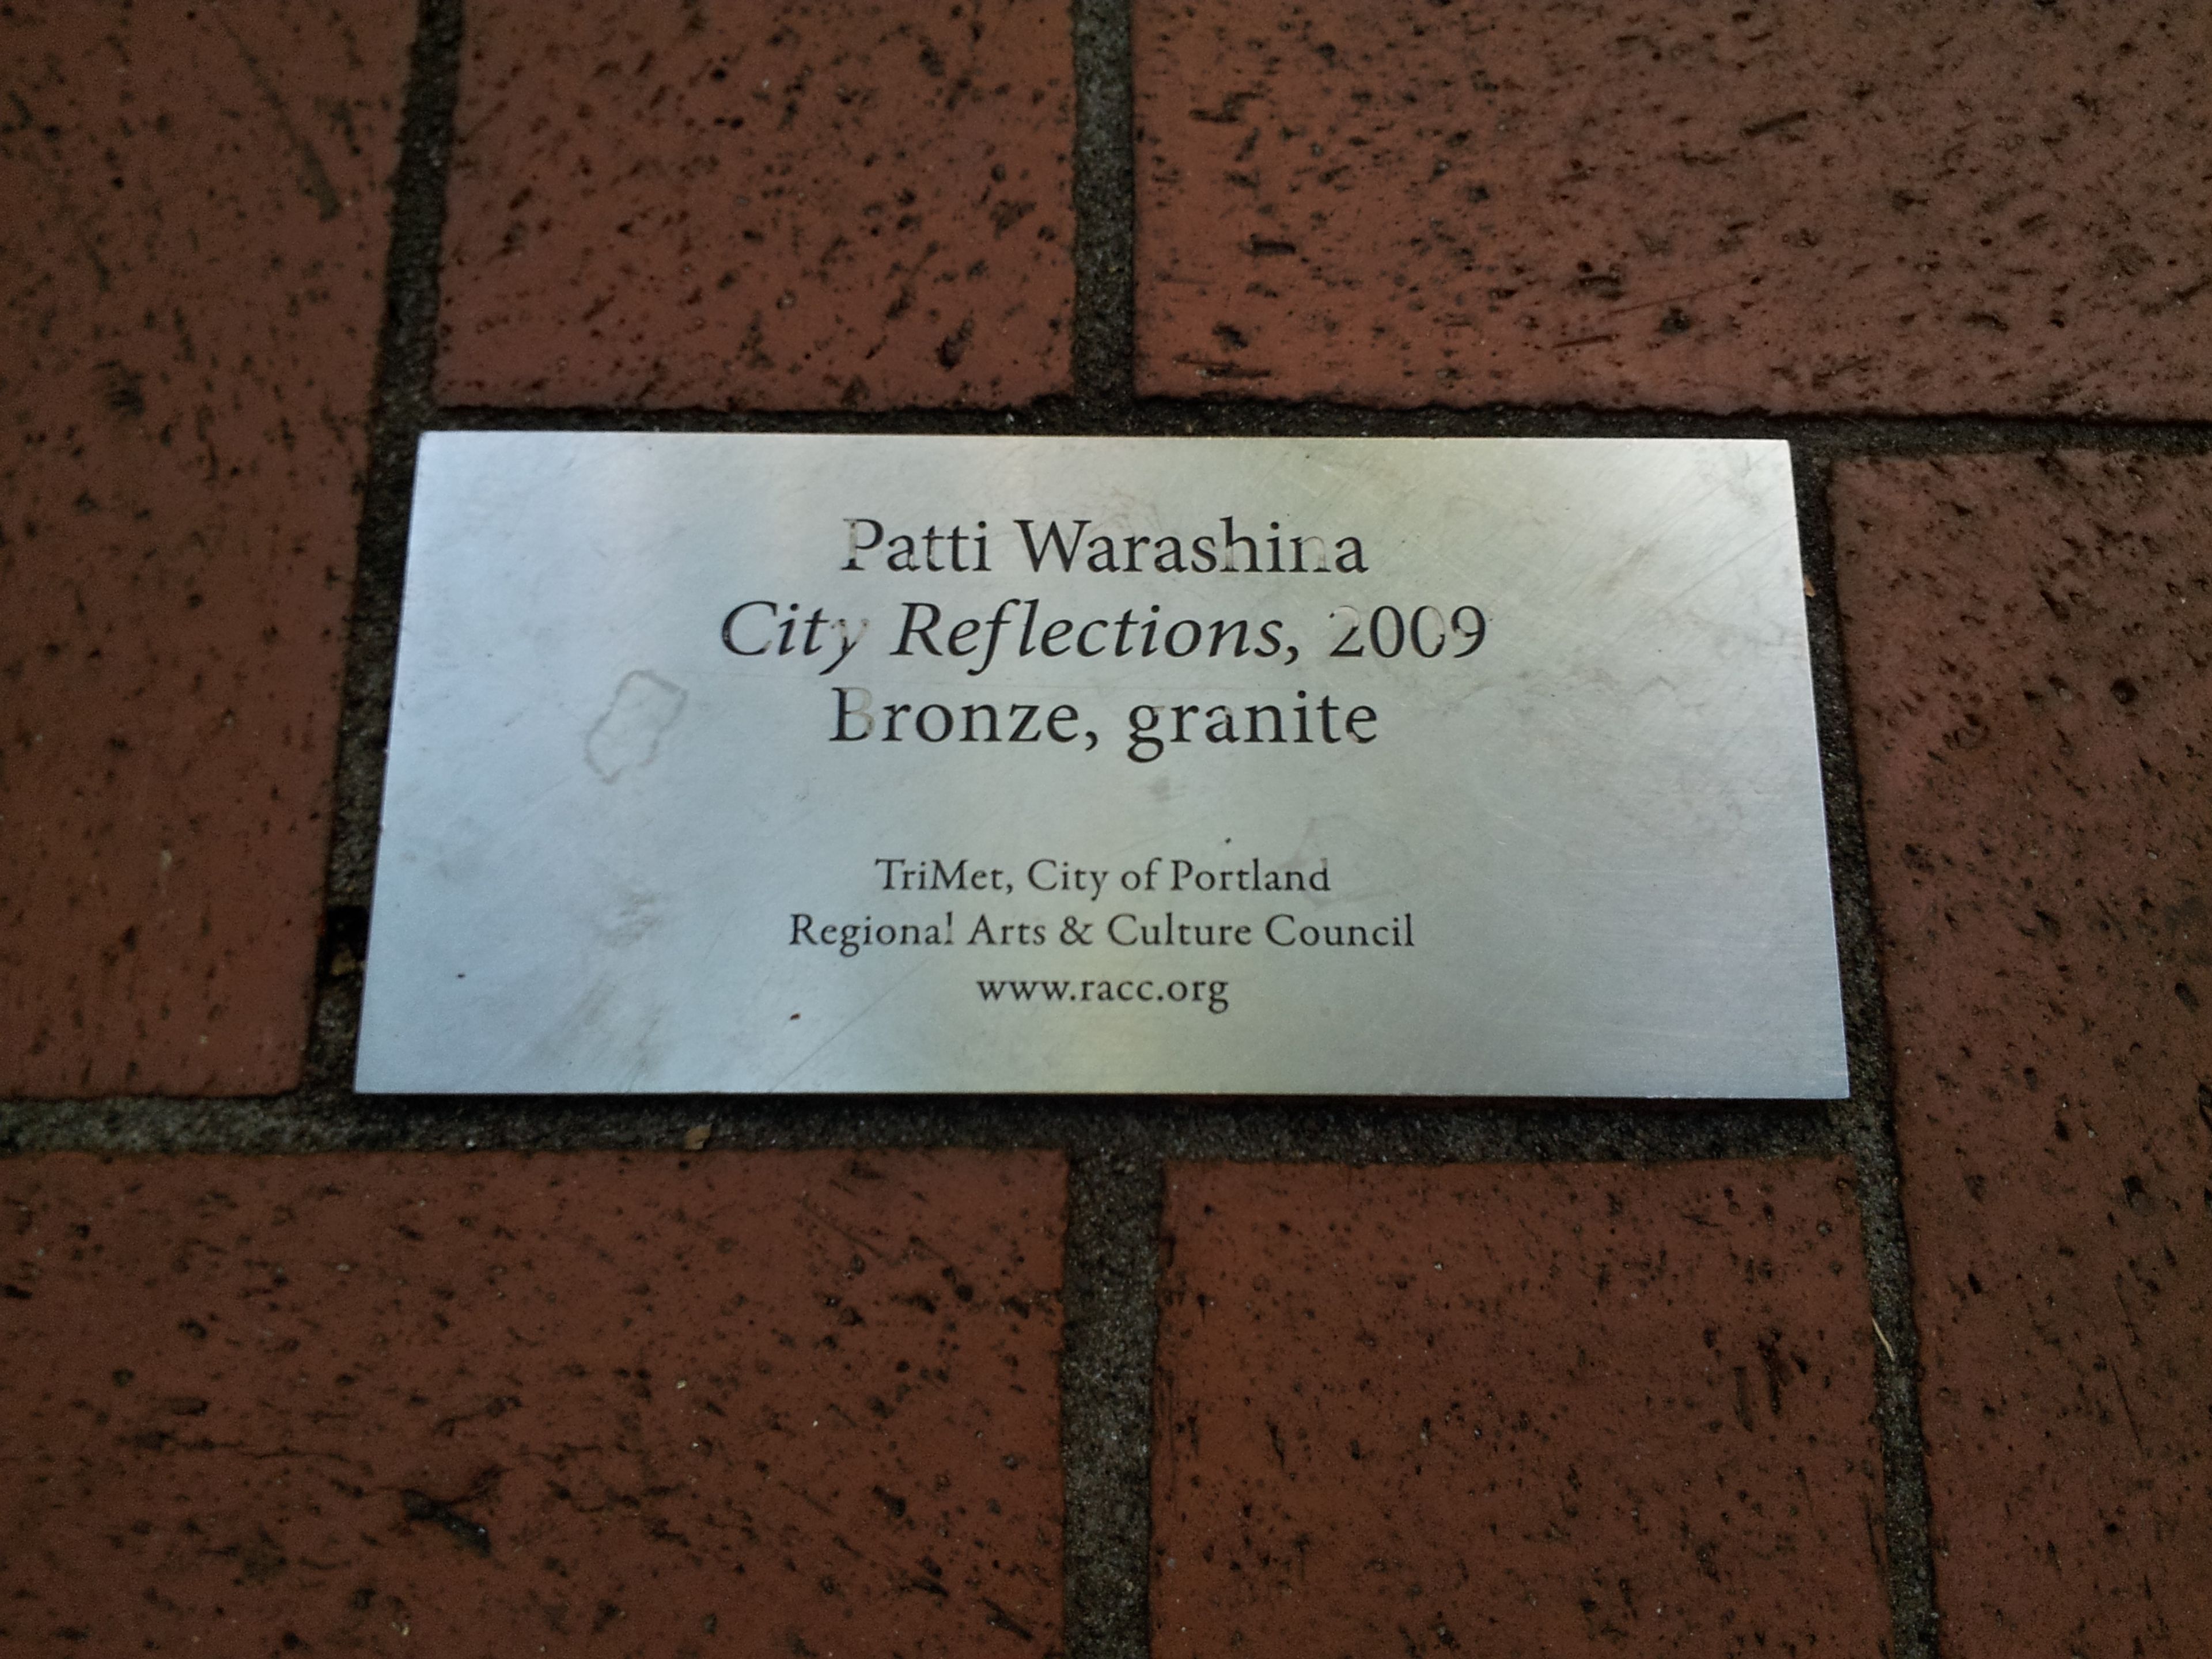 Patti Warashina
City Reflections, 2009
Bronze, granite
TriMet, City of Portland
Regional Arts & Culture Council
www.racc.org